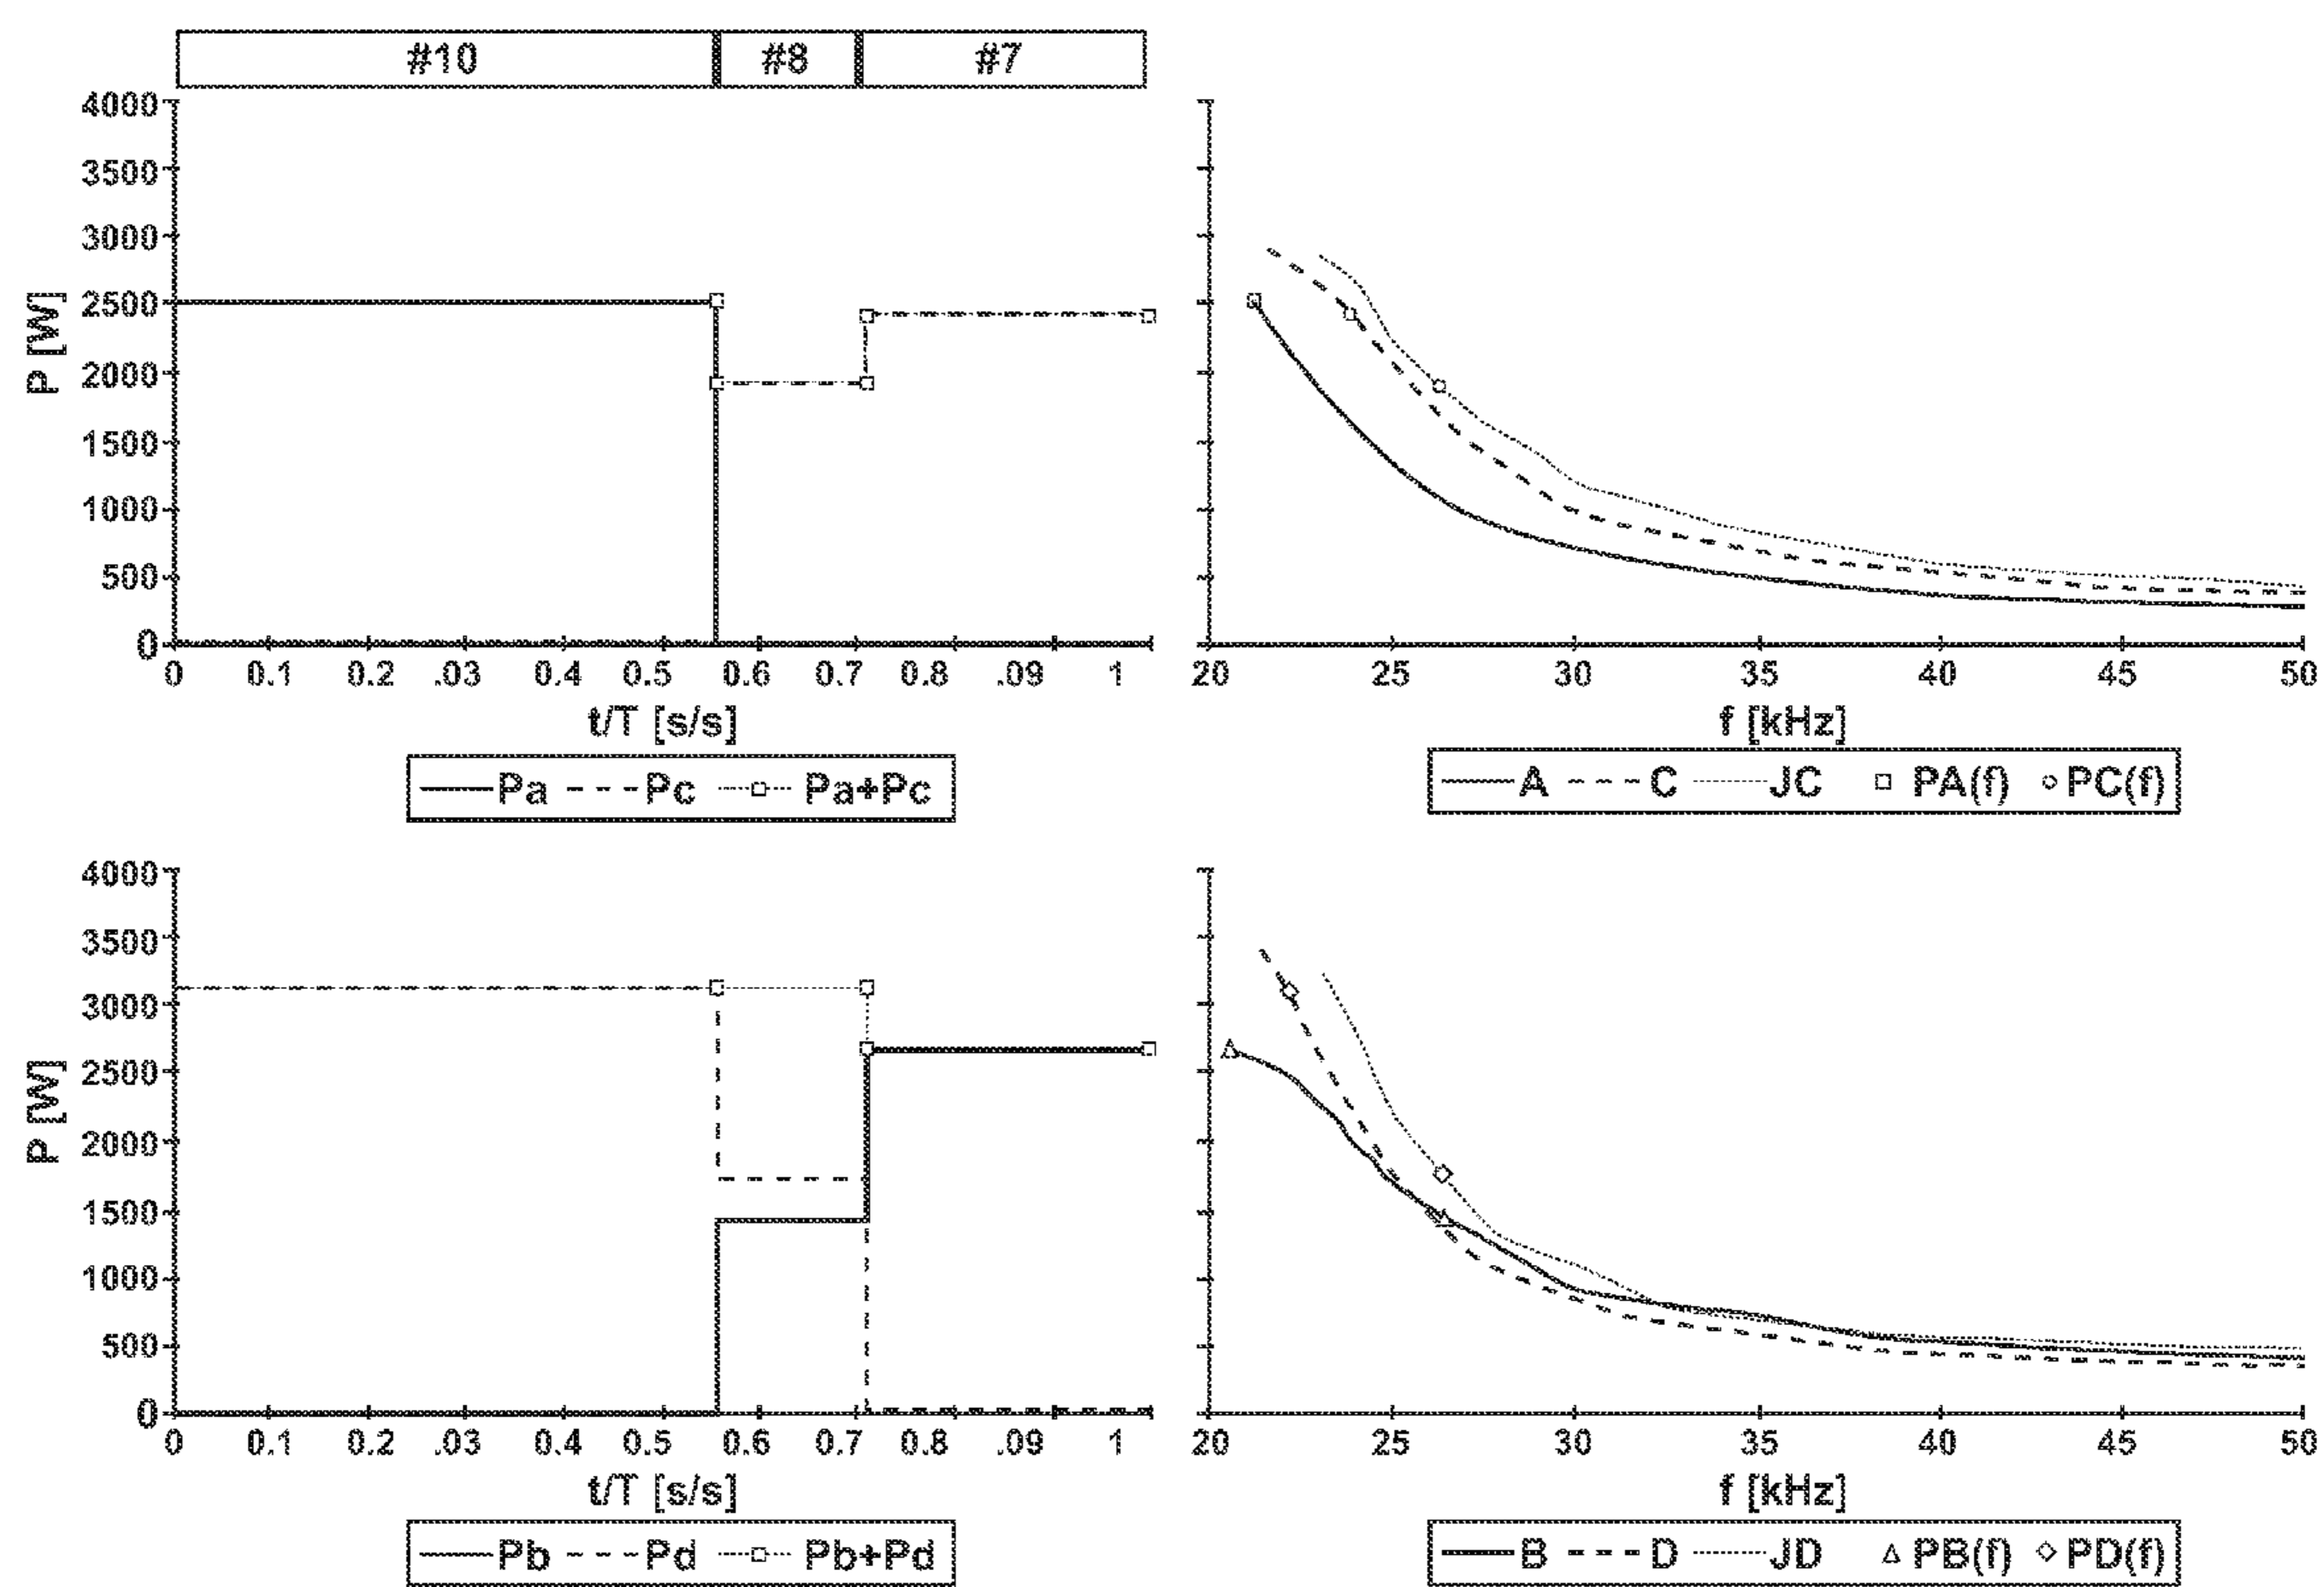 #10 #8 #7
4000
3500
3000
2500
2000
1500
1000
500
0
P [W]
0 0.1 0.2 .03 0.4 0.5 0.6 0.7 0.8 .09 1
t/T [s/s]
Pa Pc Pa+Pc
20 25 30 35 40 45 50
f [kHz]
A C JC PA(f) PC(f)
4000
3500
3000
2500
2000
1500
1000
500
0
P [W]
0 0.1 0.2 .03 0.4 0.5 0.6 0.7 0.8 .09 1
t/T [s/s]
Pb Pd Pb+Pd
20 25 30 35 40 45 50
f [kHz]
B D JD PB(f) PD(f)